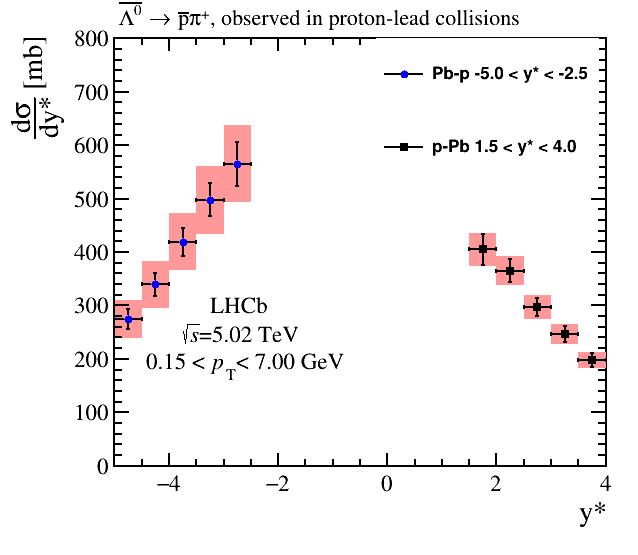 Λ̅⁰ → p̅π⁺, observed in proton-lead collisions
dσ/dy* [mb]
800
700
600
500
400
300
200
100
0
Pb-p -5.0 < y* < -2.5
p-Pb 1.5 < y* < 4.0
LHCb
√s=5.02 TeV
0.15 < p_T < 7.00 GeV
−4 −2 0 2 4
y*